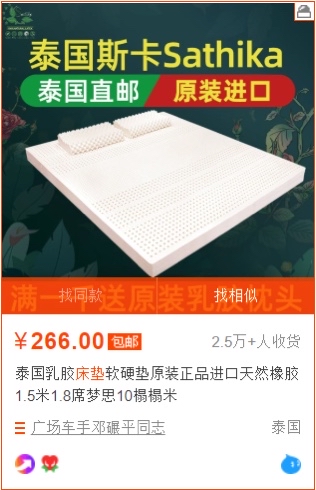 泰国斯卡Sathika
泰国直邮 原装进口
满一 送原装乳胶枕头
找同款 找相似
￥266.00 包邮 2.5万+人收货
泰国乳胶床垫软硬垫原装正品进口天然橡胶
1.5米1.8席梦思10榻榻米
广场车手邓碾平同志 泰国